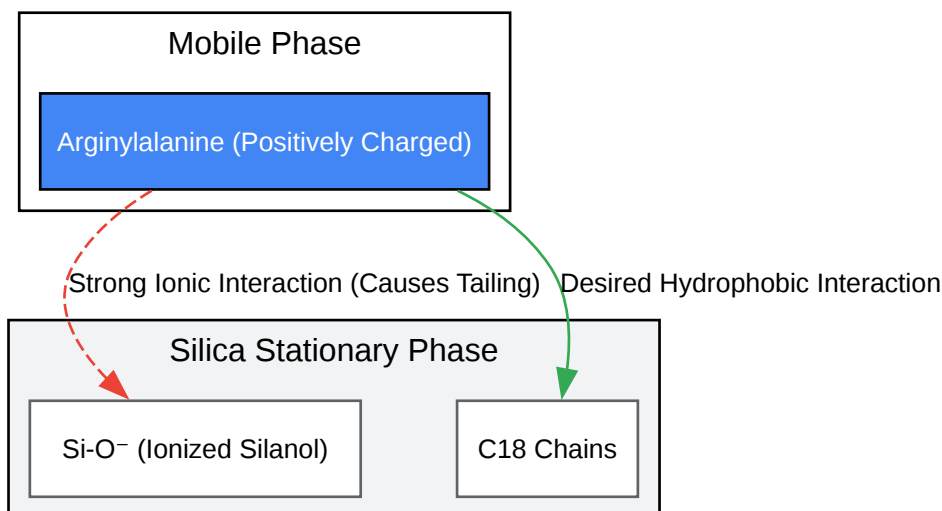 Mobile Phase
Arginylalanine (Positively Charged)
Strong Ionic Interaction (Causes Tailing)
Desired Hydrophobic Interaction
Silica Stationary Phase
Si-O⁻ (Ionized Silanol)
C18 Chains